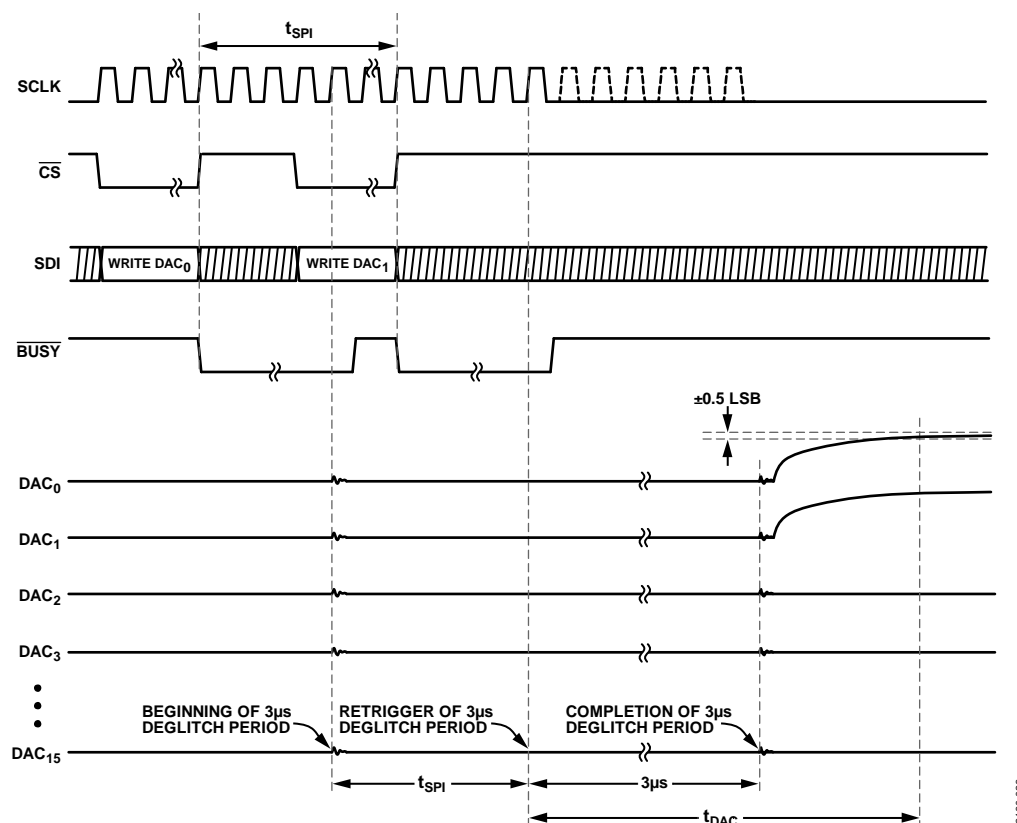 tSPI
SCLK
CS
SDI
WRITE DAC0
WRITE DAC1
BUSY
±0.5 LSB
DAC0
DAC1
DAC2
DAC3
BEGINNING OF 3µs
DEGLITCH PERIOD
RETRIGGER OF 3µs
DEGLITCH PERIOD
COMPLETION OF 3µs
DEGLITCH PERIOD
DAC15
tSPI
3µs
tDAC